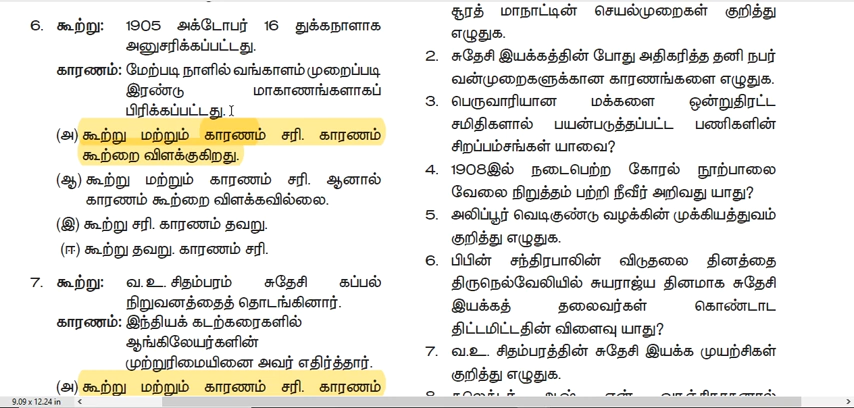 6. கூற்று: 1905 அக்டோபர் 16 துக்கநாளாக
அனுசரிக்கப்பட்டது.
காரணம்: மேற்படி நாளில் வங்காளம் முறைப்படி
இரண்டு மாகாணங்களாகப்
பிரிக்கப்பட்டது.
(அ) கூற்று மற்றும் காரணம் சரி. காரணம்
கூற்றை விளக்குகிறது.
(ஆ) கூற்று மற்றும் காரணம் சரி. ஆனால்
காரணம் கூற்றை விளக்கவில்லை.
(இ) கூற்று சரி. காரணம் தவறு.
(ஈ) கூற்று தவறு. காரணம் சரி.
7. கூற்று: வ.உ. சிதம்பரம் சுதேசி கப்பல்
நிறுவனத்தைத் தொடங்கினார்.
காரணம்: இந்தியக் கடற்கரைகளில்
ஆங்கிலேயர்களின்
முற்றுரிமையினை அவர் எதிர்த்தார்.
(அ) கூற்று மற்றும் காரணம் சரி. காரணம்
சூரத் மாநாட்டின் செயல்முறைகள் குறித்து
எழுதுக.
2. சுதேசி இயக்கத்தின் போது அதிகரித்த தனி நபர்
வன்முறைகளுக்கான காரணங்களை எழுதுக.
3. பெருவாரியான மக்களை ஒன்றுதிரட்ட
சமிதிகளால் பயன்படுத்தப்பட்ட பணிகளின்
சிறப்பம்சங்கள் யாவை?
4. 1908இல் நடைபெற்ற கோரல் நூற்பாலை
வேலை நிறுத்தம் பற்றி நீவீர் அறிவது யாது?
5. அலிப்பூர் வெடிகுண்டு வழக்கின் முக்கியத்துவம்
குறித்து எழுதுக.
6. பிபின் சந்திரபாலின் விடுதலை தினத்தை
திருநெல்வேலியில் சுயராஜ்ய தினமாக சுதேசி
இயக்கத் தலைவர்கள் கொண்டாட
திட்டமிட்டதின் விளைவு யாது?
7. வ.உ. சிதம்பரத்தின் சுதேசி இயக்க முயற்சிகள்
குறித்து எழுதுக.
9.09 x 12.24 in